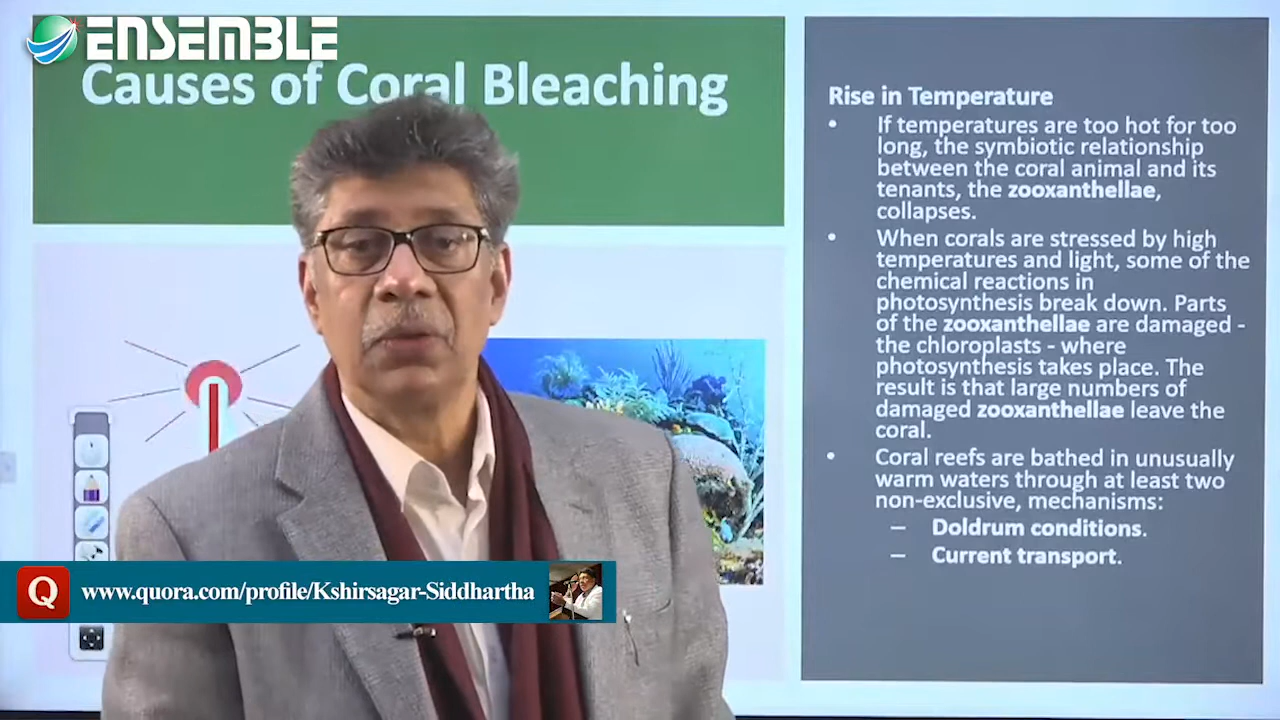 ENSEMBLE
Causes of Coral Bleaching
Rise in Temperature
• If temperatures are too hot for too
long, the symbiotic relationship
between the coral animal and its
tenants, the zooxanthellae,
collapses.
• When corals are stressed by high
temperatures and light, some of the
chemical reactions in
photosynthesis break down. Parts
of the zooxanthellae are damaged -
the chloroplasts - where
photosynthesis takes place. The
result is that large numbers of
damaged zooxanthellae leave the
coral.
• Coral reefs are bathed in unusually
warm waters through at least two
non-exclusive, mechanisms:
– Doldrum conditions.
– Current transport.
Q www.quora.com/profile/Kshirsagar-Siddhartha